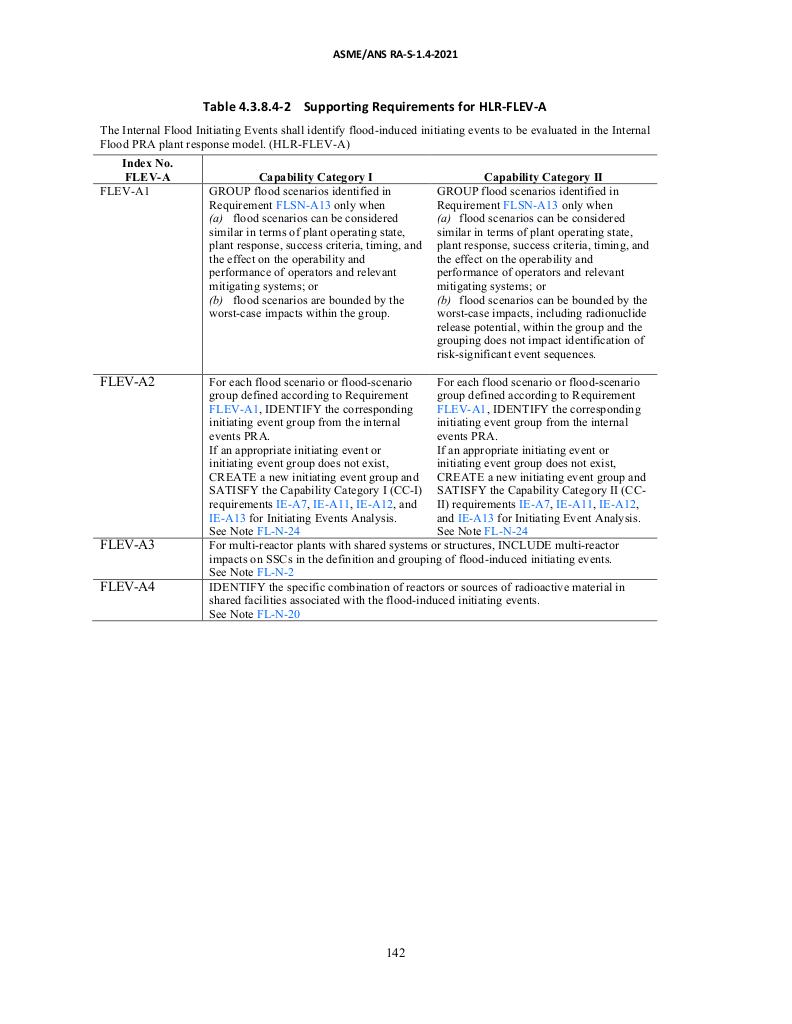 ASME/ANS RA-S-1.4-2021
Table 4.3.8.4-2 Supporting Requirements for HLR-FLEV-A
The Internal Flood Initiating Events shall identify flood-induced initiating events to be evaluated in the Internal
Flood PRA plant response model. (HLR-FLEV-A)
Index No.
FLEV-A
Capability Category I
Capability Category II
FLEV-A1
GROUP flood scenarios identified in
Requirement FLSN-A13 only when
(a) flood scenarios can be considered
similar in terms of plant operating state,
plant response, success criteria, timing, and
the effect on the operability and
performance of operators and relevant
mitigating systems; or
(b) flood scenarios are bounded by the
worst-case impacts within the group.
GROUP flood scenarios identified in
Requirement FLSN-A13 only when
(a) flood scenarios can be considered
similar in terms of plant operating state,
plant response, success criteria, timing, and
the effect on the operability and
performance of operators and relevant
mitigating systems; or
(b) flood scenarios can be bounded by the
worst-case impacts, including radionuclide
release potential, within the group and the
grouping does not impact identification of
risk-significant event sequences.
FLEV-A2
For each flood scenario or flood-scenario
group defined according to Requirement
FLEV-A1, IDENTIFY the corresponding
initiating event group from the internal
events PRA.
If an appropriate initiating event or
initiating event group does not exist,
CREATE a new initiating event group and
SATISFY the Capability Category I (CC-I)
requirements IE-A7, IE-A11, IE-A12, and
IE-A13 for Initiating Events Analysis.
See Note FL-N-24
For each flood scenario or flood-scenario
group defined according to Requirement
FLEV-A1, IDENTIFY the corresponding
initiating event group from the internal
events PRA.
If an appropriate initiating event or
initiating event group does not exist,
CREATE a new initiating event group and
SATISFY the Capability Category II (CC-
II) requirements IE-A7, IE-A11, IE-A12,
and IE-A13 for Initiating Event Analysis.
See Note FL-N-24
FLEV-A3
For multi-reactor plants with shared systems or structures, INCLUDE multi-reactor
impacts on SSCs in the definition and grouping of flood-induced initiating events.
See Note FL-N-2
FLEV-A4
IDENTIFY the specific combination of reactors or sources of radioactive material in
shared facilities associated with the flood-induced initiating events.
See Note FL-N-20
142